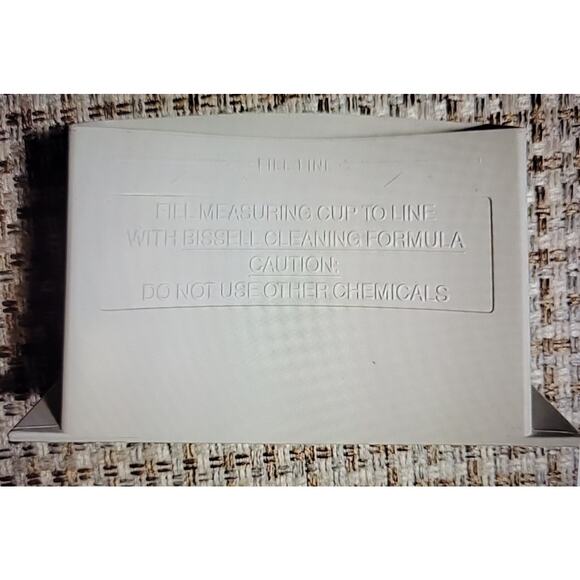 FILL LINE
FILL MEASURING CUP TO LINE
WITH BISSELL CLEANING FORMULA
CAUTION:
DO NOT USE OTHER CHEMICALS